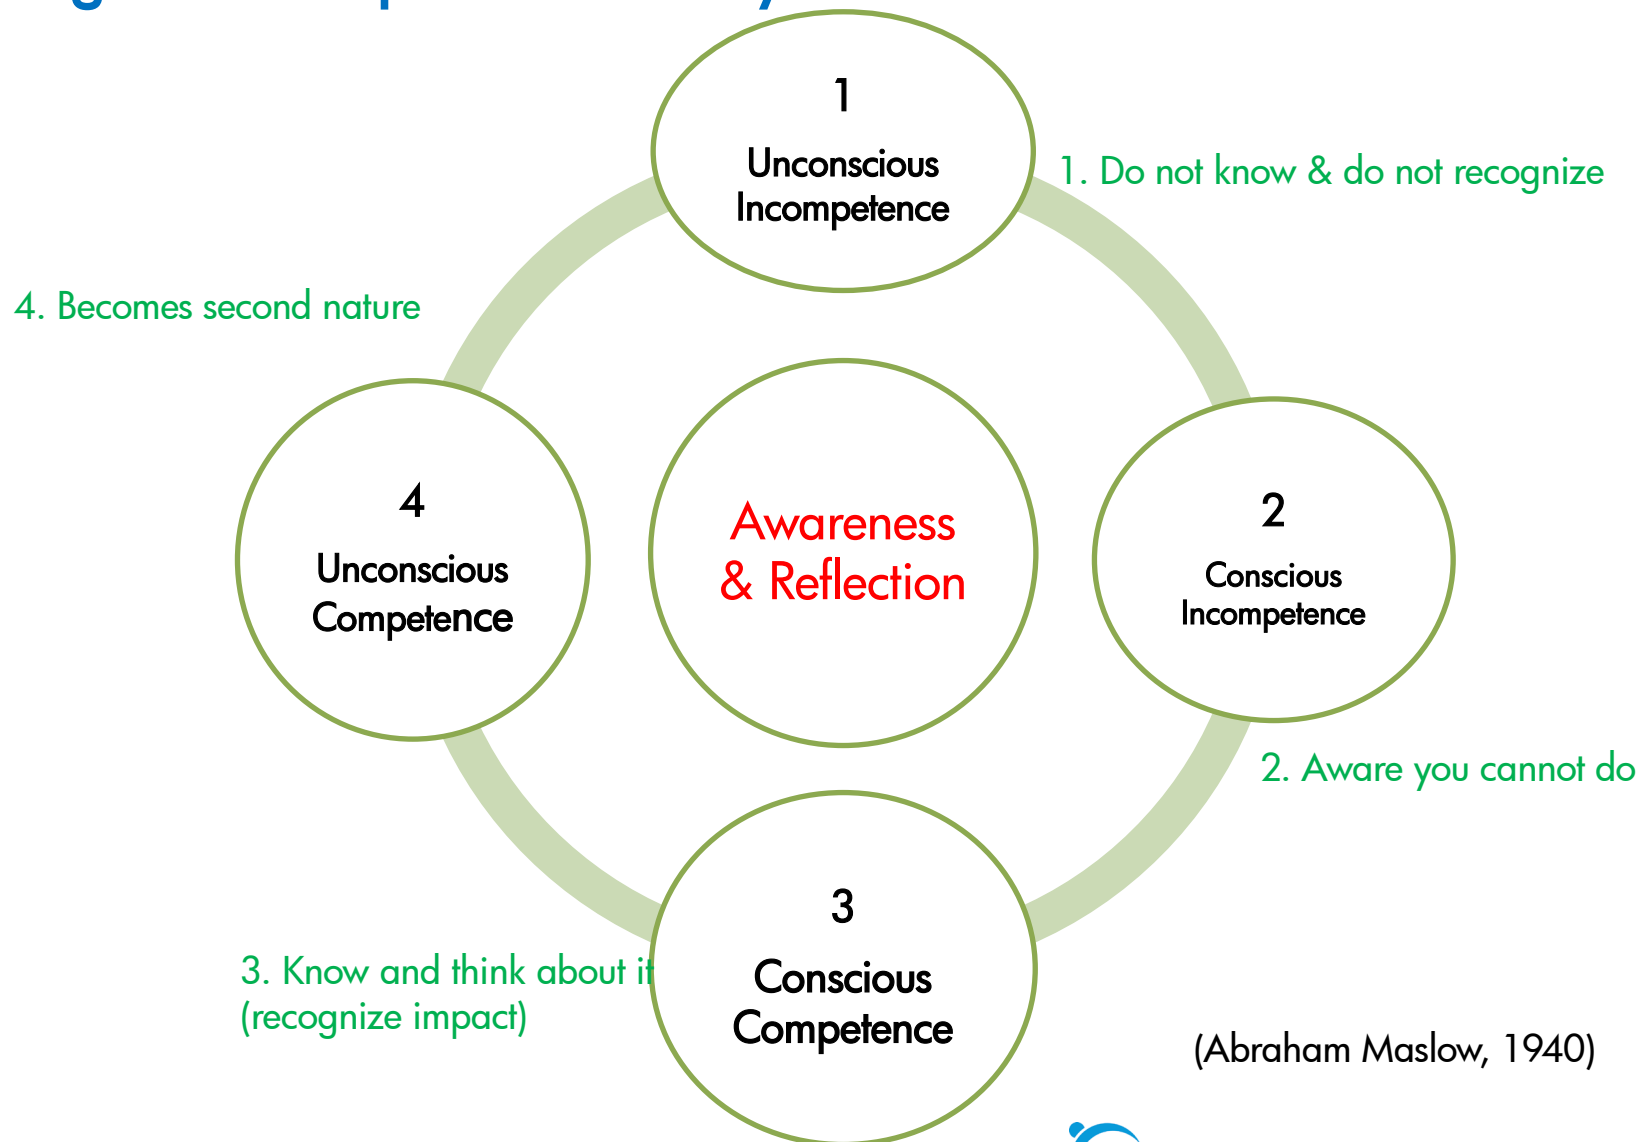 1
Unconscious
Incompetence
1. Do not know & do not recognize
4. Becomes second nature
4
Unconscious
Competence
Awareness
& Reflection
2
Conscious
Incompetence
2. Aware you cannot do
3
Conscious
Competence
3. Know and think about it
(recognize impact)
(Abraham Maslow, 1940)